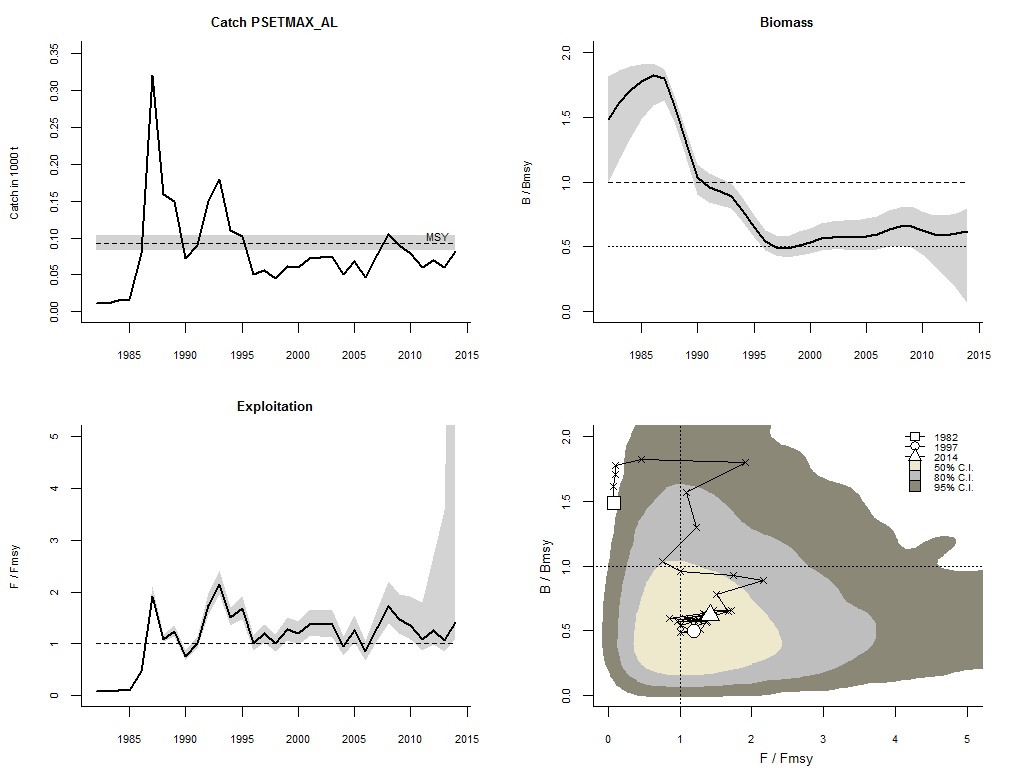 Catch PSETMAX_AL
Catch in 1000 t
0.35
0.30
0.25
0.20
0.15
0.10
0.05
0.00
MSY
1985 1990 1995 2000 2005 2010 2015
Biomass
B / Bmsy
2.0
1.5
1.0
0.5
0.0
1985 1990 1995 2000 2005 2010 2015
Exploitation
F / Fmsy
5
4
3
2
1
0
1985 1990 1995 2000 2005 2010 2015
B / Bmsy
2.0
1.5
1.0
0.5
0.0
1982
1997
2014
50% C.I.
80% C.I.
95% C.I.
0 1 2 3 4 5
F / Fmsy